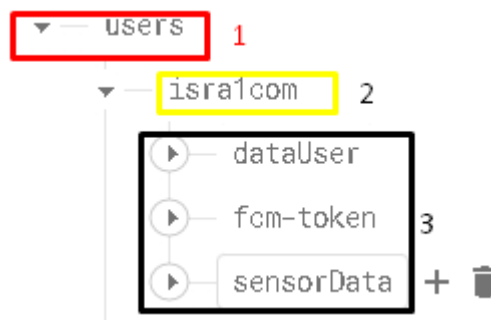 users 1
isra1com 2
dataUser
fcm-token 3
sensorData